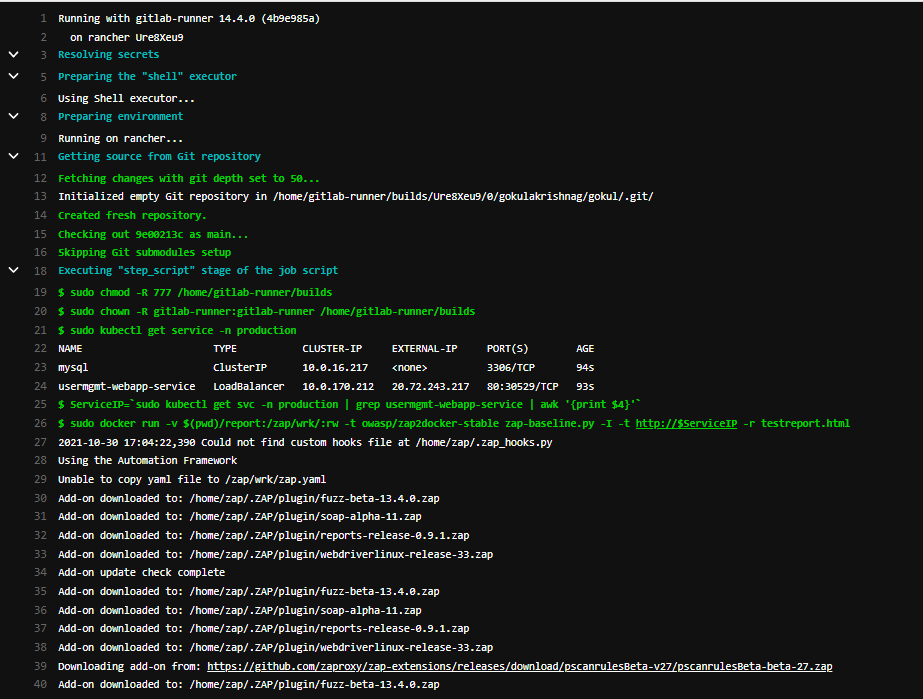 1 Running with gitlab-runner 14.4.0 (4b9e985a)
2 on rancher Ure8Xeu9
3 Resolving secrets
5 Preparing the "shell" executor
6 Using Shell executor...
8 Preparing environment
9 Running on rancher...
11 Getting source from Git repository
12 Fetching changes with git depth set to 50...
13 Initialized empty Git repository in /home/gitlab-runner/builds/Ure8Xeu9/0/gokulakrishnag/gokul/.git/
14 Created fresh repository.
15 Checking out 9e00213c as main...
16 Skipping Git submodules setup
18 Executing "step_script" stage of the job script
19 $ sudo chmod -R 777 /home/gitlab-runner/builds
20 $ sudo chown -R gitlab-runner:gitlab-runner /home/gitlab-runner/builds
21 $ sudo kubectl get service -n production
22 NAME TYPE CLUSTER-IP EXTERNAL-IP PORT(S) AGE
23 mysql ClusterIP 10.0.16.217 <none> 3306/TCP 94s
24 usermgmt-webapp-service LoadBalancer 10.0.170.212 20.72.243.217 80:30529/TCP 93s
25 $ ServiceIP=`sudo kubectl get svc -n production | grep usermgmt-webapp-service | awk '{print $4}'`
26 $ sudo docker run -v $(pwd)/report:/zap/wrk/:rw -t owasp/zap2docker-stable zap-baseline.py -I -t http://$ServiceIP -r testreport.html
27 2021-10-30 17:04:22,390 Could not find custom hooks file at /home/zap/.zap_hooks.py
28 Using the Automation Framework
29 Unable to copy yaml file to /zap/wrk/zap.yaml
30 Add-on downloaded to: /home/zap/.ZAP/plugin/fuzz-beta-13.4.0.zap
31 Add-on downloaded to: /home/zap/.ZAP/plugin/soap-alpha-11.zap
32 Add-on downloaded to: /home/zap/.ZAP/plugin/reports-release-0.9.1.zap
33 Add-on downloaded to: /home/zap/.ZAP/plugin/webdriverlinux-release-33.zap
34 Add-on update check complete
35 Add-on downloaded to: /home/zap/.ZAP/plugin/fuzz-beta-13.4.0.zap
36 Add-on downloaded to: /home/zap/.ZAP/plugin/soap-alpha-11.zap
37 Add-on downloaded to: /home/zap/.ZAP/plugin/reports-release-0.9.1.zap
38 Add-on downloaded to: /home/zap/.ZAP/plugin/webdriverlinux-release-33.zap
39 Downloading add-on from: https://github.com/zaproxy/zap-extensions/releases/download/pscanrulesBeta-v27/pscanrulesBeta-beta-27.zap
40 Add-on downloaded to: /home/zap/.ZAP/plugin/fuzz-beta-13.4.0.zap